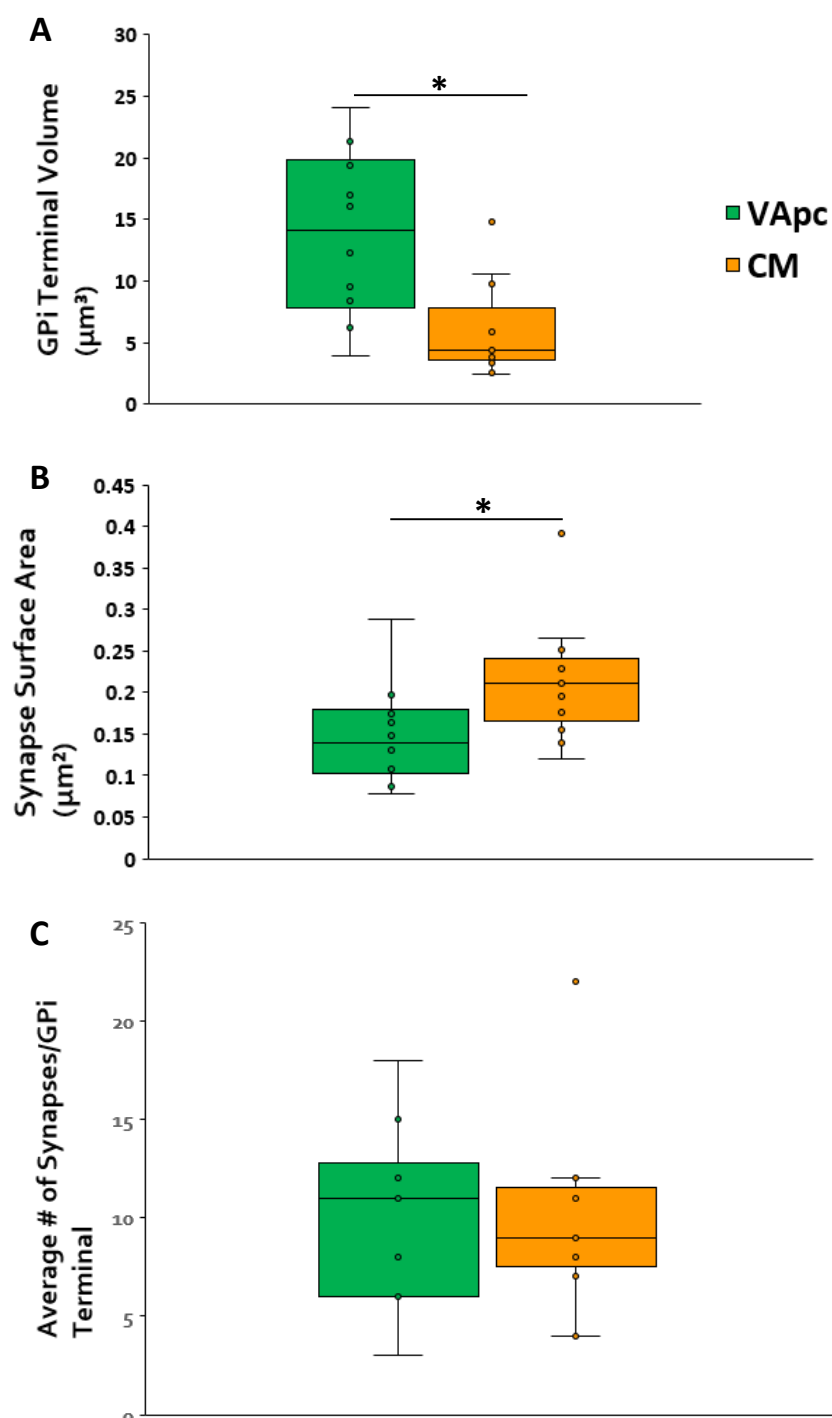 A
30
25
20
15
10
5
0
GPi Terminal Volume
(µm³)
*
VApc
CM
B
0.45
0.4
0.35
0.3
0.25
0.2
0.15
0.1
0.05
0
Synapse Surface Area
(µm²)
*
C
25
20
15
10
5
0
Average # of Synapses/GPi
Terminal